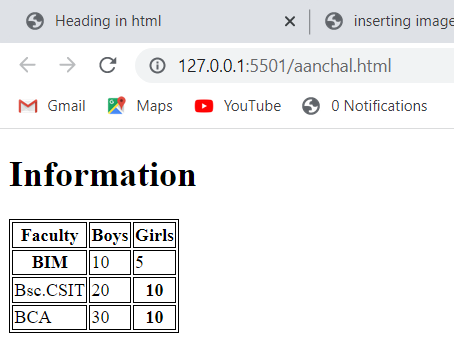 Heading in html inserting image
127.0.0.1:5501/aanchal.html
Gmail Maps YouTube 0 Notifications
Information
Faculty Boys Girls
BIM 10 5
Bsc.CSIT 20 10
BCA 30 10